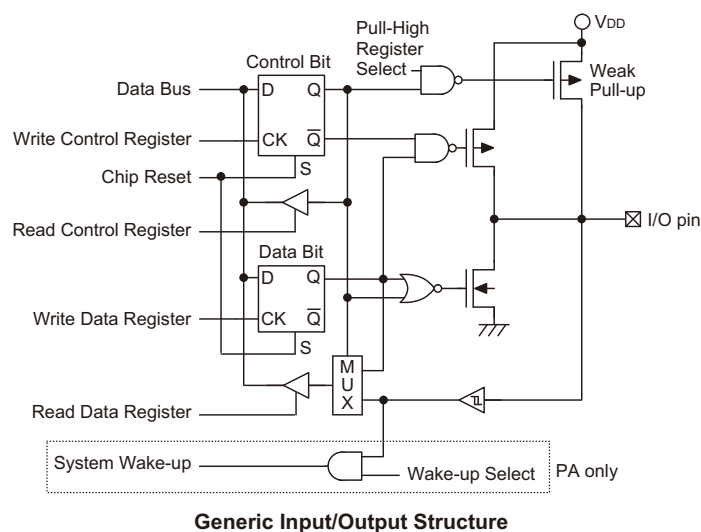 VDD
Pull-High
Register
Select
Weak
Pull-up
Control Bit
Data Bus
D
Q
Write Control Register
CK
Q
Chip Reset
S
I/O pin
Read Control Register
Data Bit
D
Q
Write Data Register
CK
Q
S
M
U
X
Read Data Register
System Wake-up
Wake-up Select
PA only
Generic Input/Output Structure